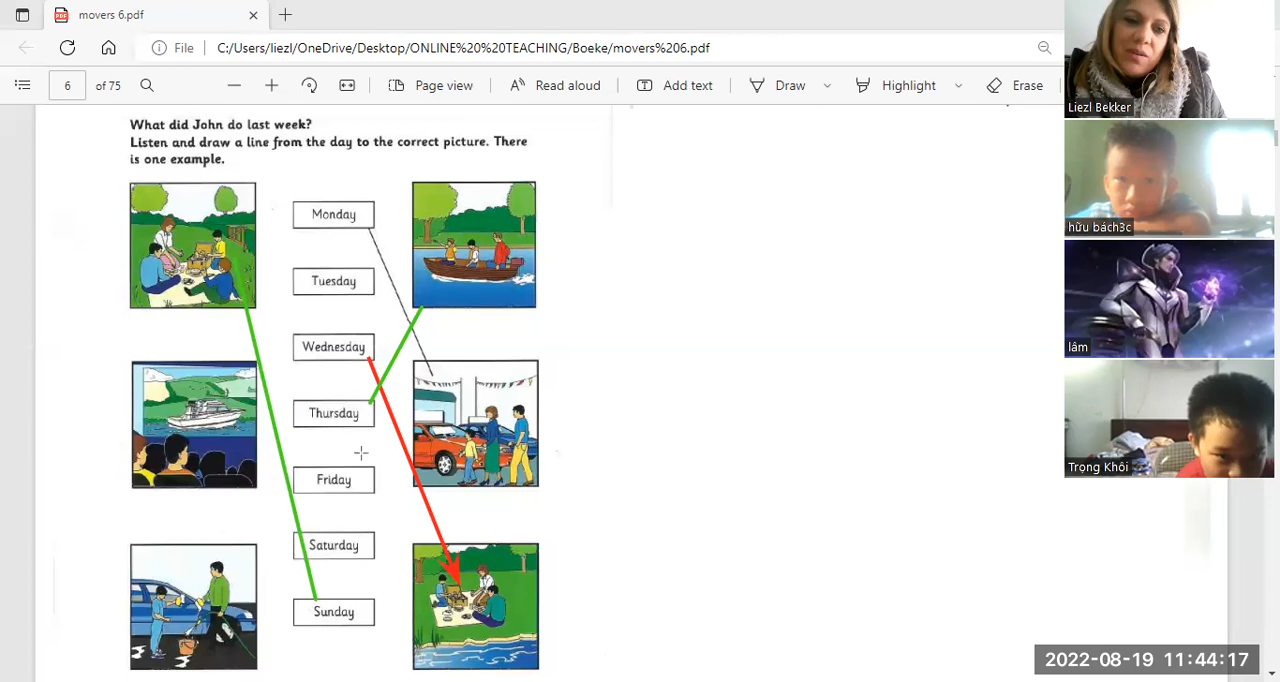 movers 6.pdf
File
C:/Users/liezl/OneDrive/Desktop/ONLINE%20%20TEACHING/Boeke/movers%206.pdf
6 of 75
Page view
Read aloud
Add text
Draw
Highlight
Erase
What did John do last week?
Listen and draw a line from the day to the correct picture. There
is one example.
Monday
Tuesday
Wednesday
Thursday
Friday
Saturday
Sunday
Liezl Bekker
hữu bách3c
lâm
Trọng Khôi
2022-08-19 11:44:17